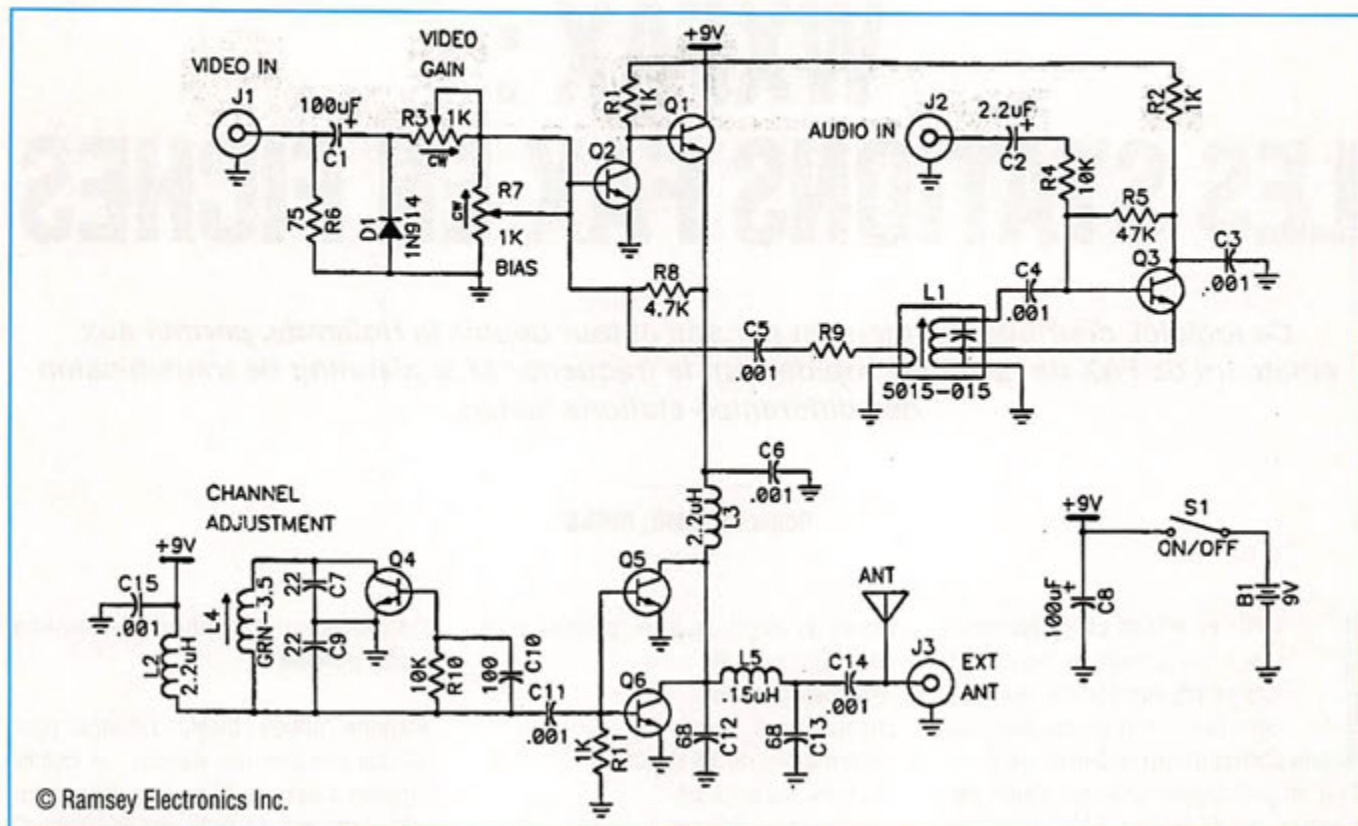 VIDEO IN
J1
100uF
+
C1
VIDEO
GAIN
R3
1K
CW
75
R6
D1
1N914
CW
R7
1K
BIAS
R1
1K
Q2
+9V
Q1
R8
4.7K
AUDIO IN
J2
2.2uF
+
C2
R4
10K
R2
1K
R5
47K
C3
.001
Q3
C4
.001
L1
5015-015
C5
.001
R9
C6
.001
2.2uH
L3
CHANNEL
ADJUSTMENT
+9V
C15
.001
L2
2.2uH
L4
GRN-3.5
22
C7
22
C9
Q4
10K
R10
100
C10
C11
.001
Q5
Q6
1K
R11
L5
.15uH
68
C12
68
C13
C14
.001
ANT
J3
EXT
ANT
+9V
S1
ON/OFF
100uF
+
C8
B1
9V
© Ramsey Electronics Inc.